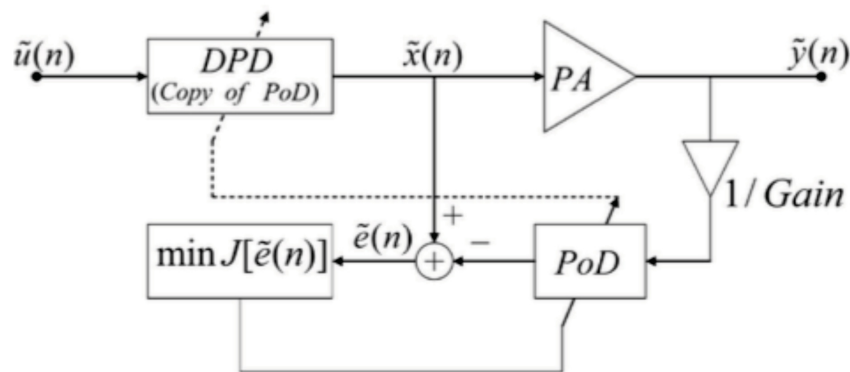 ũ(n)
DPD
(Copy of PoD)
x̃(n)
PA
ỹ(n)
1/Gain
+
min J[ẽ(n)]
ẽ(n)
+
−
PoD